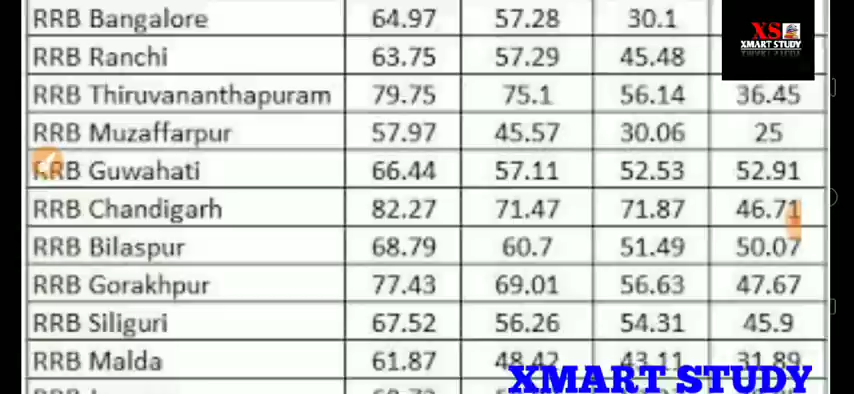 RRB Bangalore 64.97 57.28 30.1
XS
XMART STUDY
RRB Ranchi 63.75 57.29 45.48
RRB Thiruvananthapuram 79.75 75.1 56.14 36.45
RRB Muzaffarpur 57.97 45.57 30.06 25
RRB Guwahati 66.44 57.11 52.53 52.91
RRB Chandigarh 82.27 71.47 71.87 46.71
RRB Bilaspur 68.79 60.7 51.49 50.07
RRB Gorakhpur 77.43 69.01 56.63 47.67
RRB Siliguri 67.52 56.26 54.31 45.9
RRB Malda 61.87 48.42 43.11 31.89
XMART STUDY